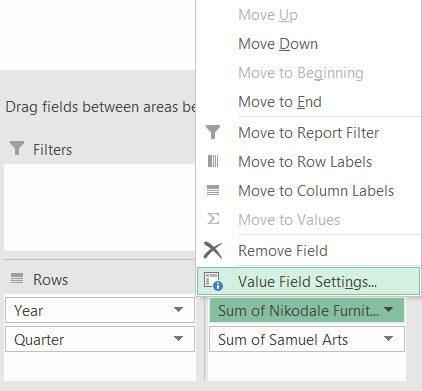 Move Up
Move Down
Move to Beginning
Move to End
Move to Report Filter
Move to Row Labels
Move to Column Labels
Move to Values
Remove Field
Value Field Settings...
Drag fields between areas be
Filters
Rows
Year
Quarter
Sum of Nikodale Furnit...
Sum of Samuel Arts